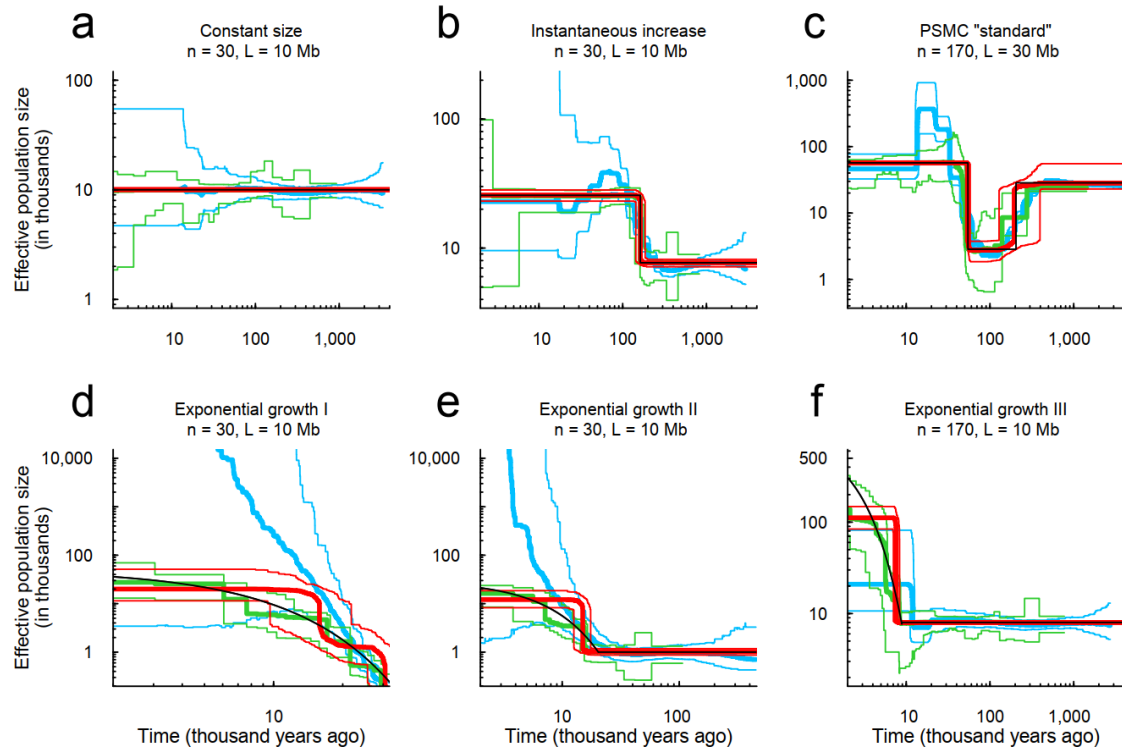 a
Constant size
n = 30, L = 10 Mb
b
Instantaneous increase
n = 30, L = 10 Mb
c
PSMC "standard"
n = 170, L = 30 Mb
Effective population size
(in thousands)
100
10
1
10 100 1,000
100
10
10 100 1,000
1,000
100
10
1
10 100 1,000
d
Exponential growth I
n = 30, L = 10 Mb
e
Exponential growth II
n = 30, L = 10 Mb
f
Exponential growth III
n = 170, L = 10 Mb
Effective population size
(in thousands)
10,000
100
1
10
Time (thousand years ago)
10,000
100
1
10 100
Time (thousand years ago)
500
100
10
10 100 1,000
Time (thousand years ago)